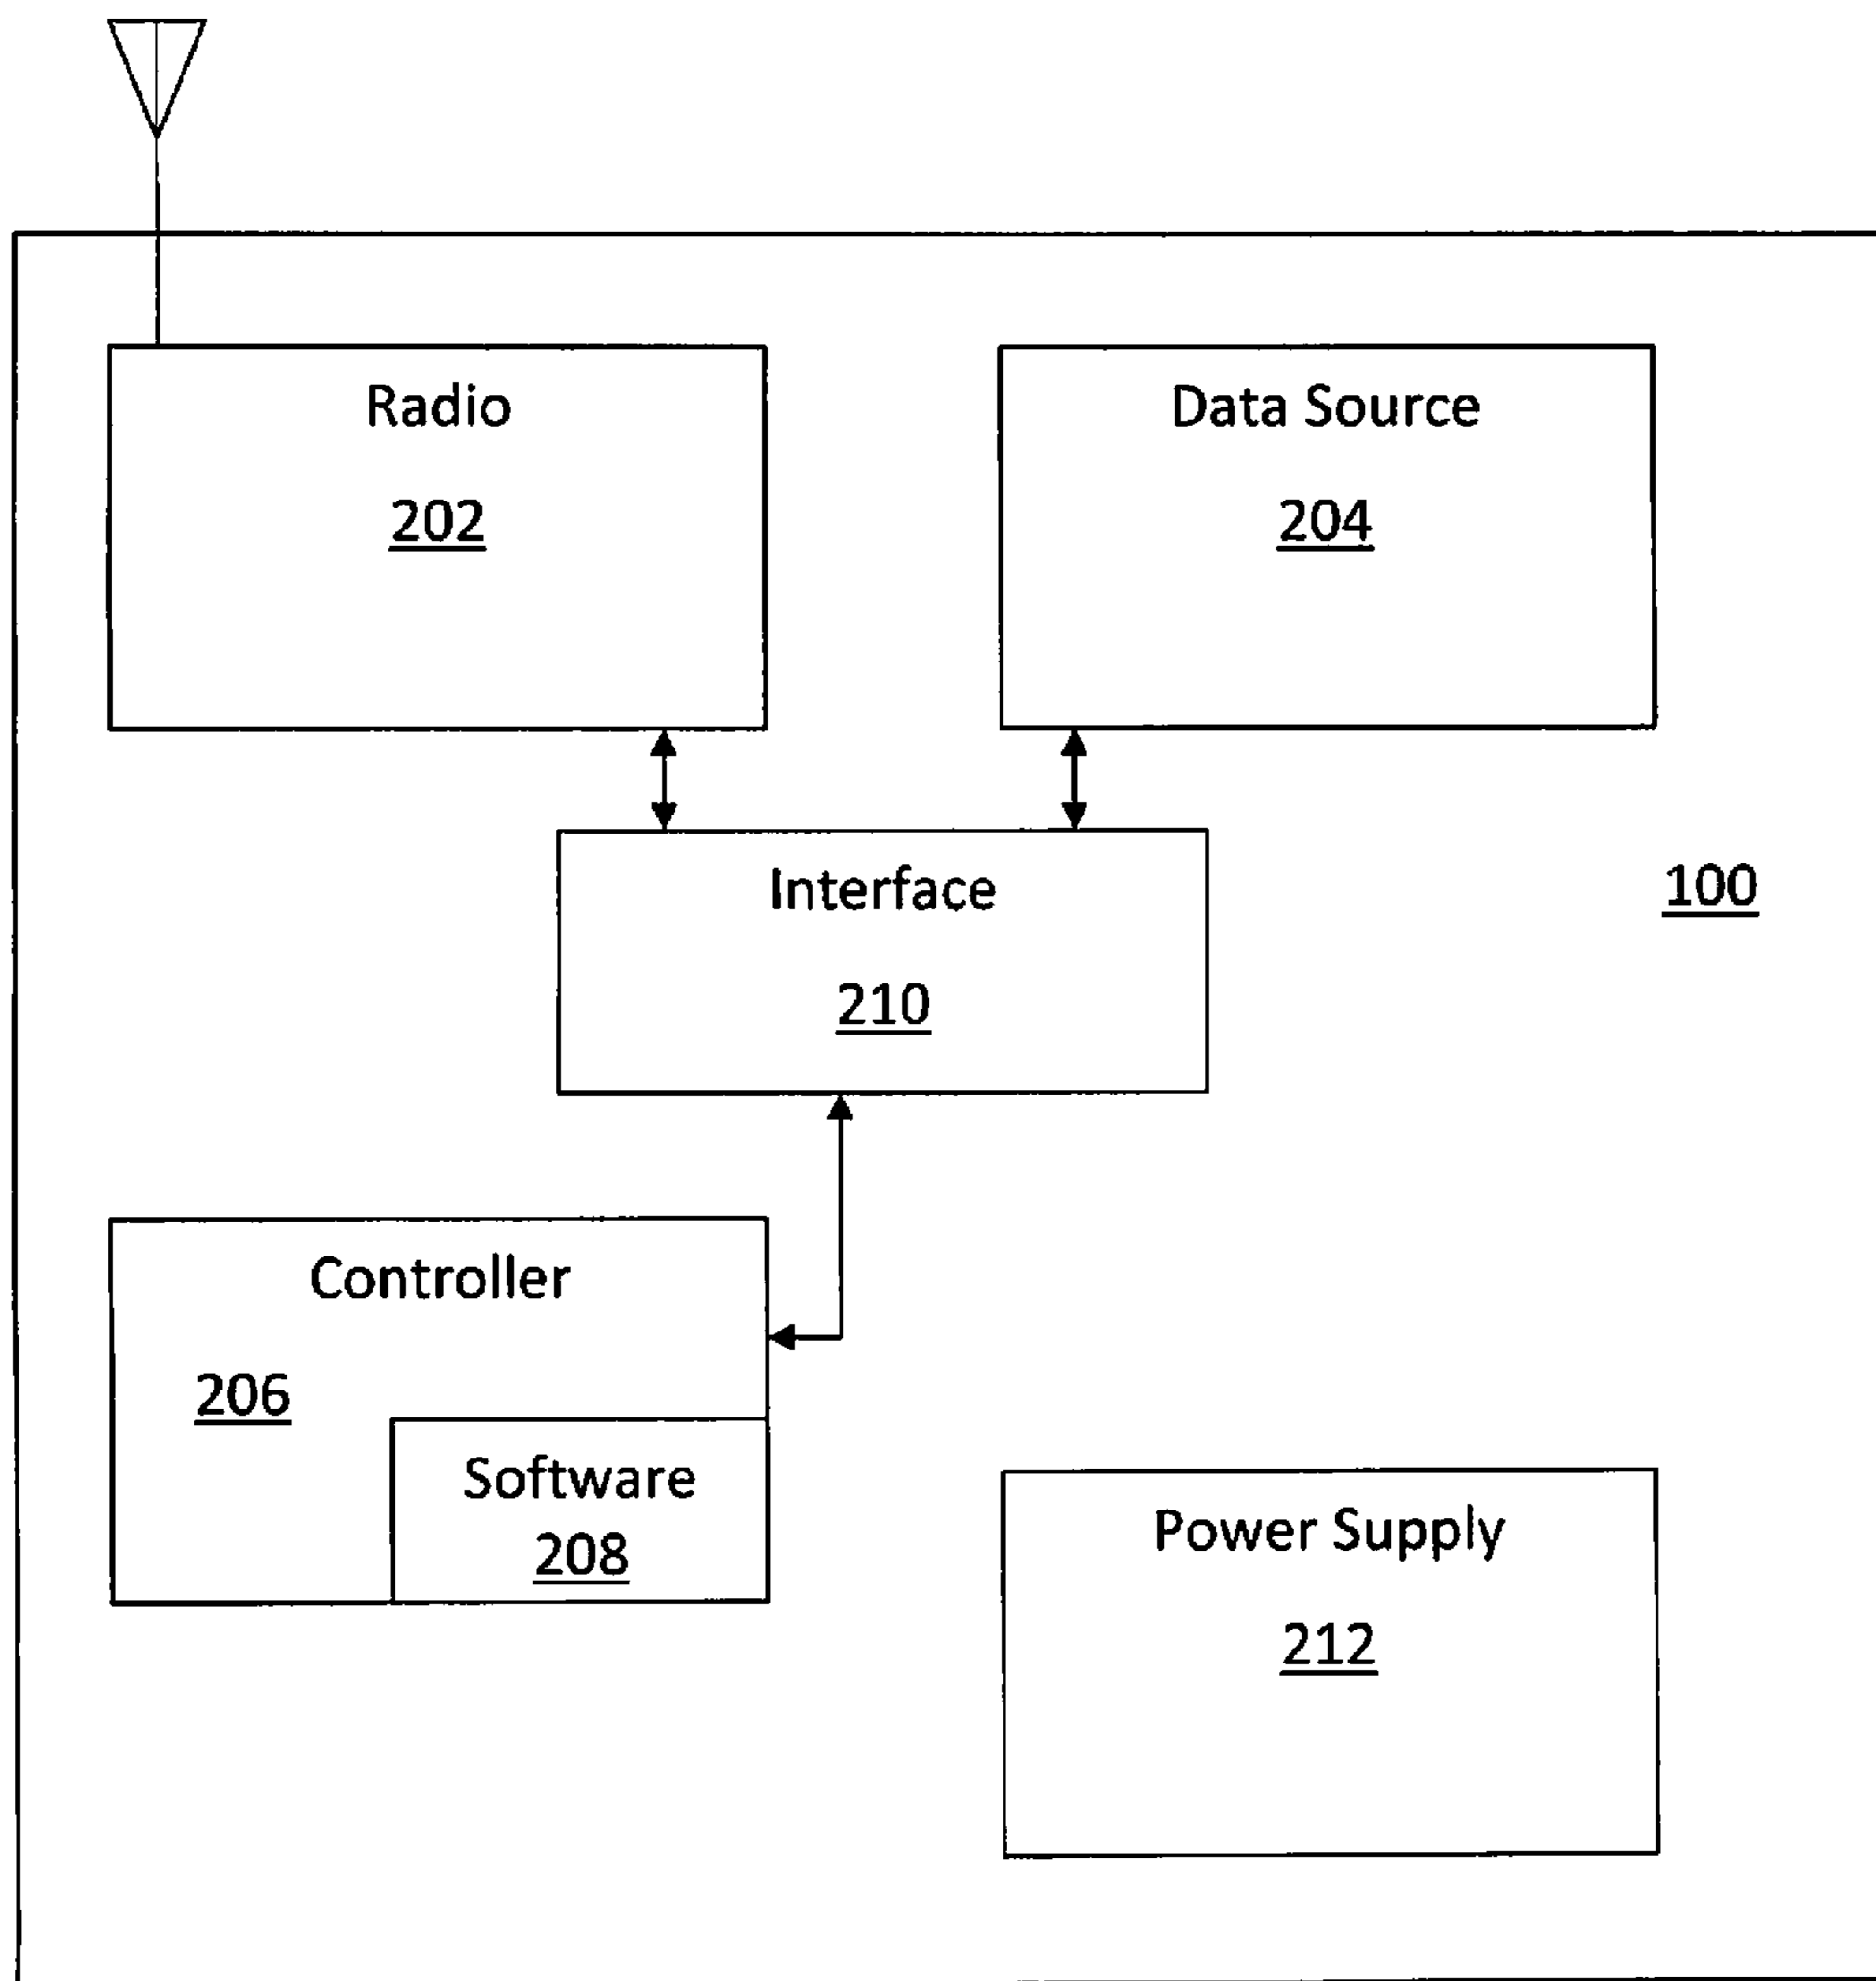 Radio
202
Data Source
204
Interface
210
100
Controller
206
Software
208
Power Supply
212